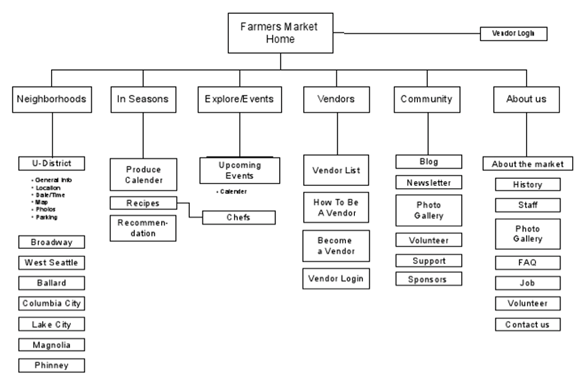 Farmers Market
Home
Vendor Login
Neighborhoods
In Seasons
Explore/Events
Vendors
Community
About us
U-District
• General Info
• Location
• Date/Time
• Map
• Photos
• Parking
Broadway
West Seattle
Ballard
Columbia City
Lake City
Magnolia
Phinney
Produce
Calender
Recipes
Recommen-
dation
Upcoming
Events
• Calender
Chefs
Vendor List
How To Be
A Vendor
Become
a Vendor
Vendor Login
Blog
Newsletter
Photo
Gallery
Volunteer
Support
Sponsors
About the market
History
Staff
Photo
Gallery
FAQ
Job
Volunteer
Contact us